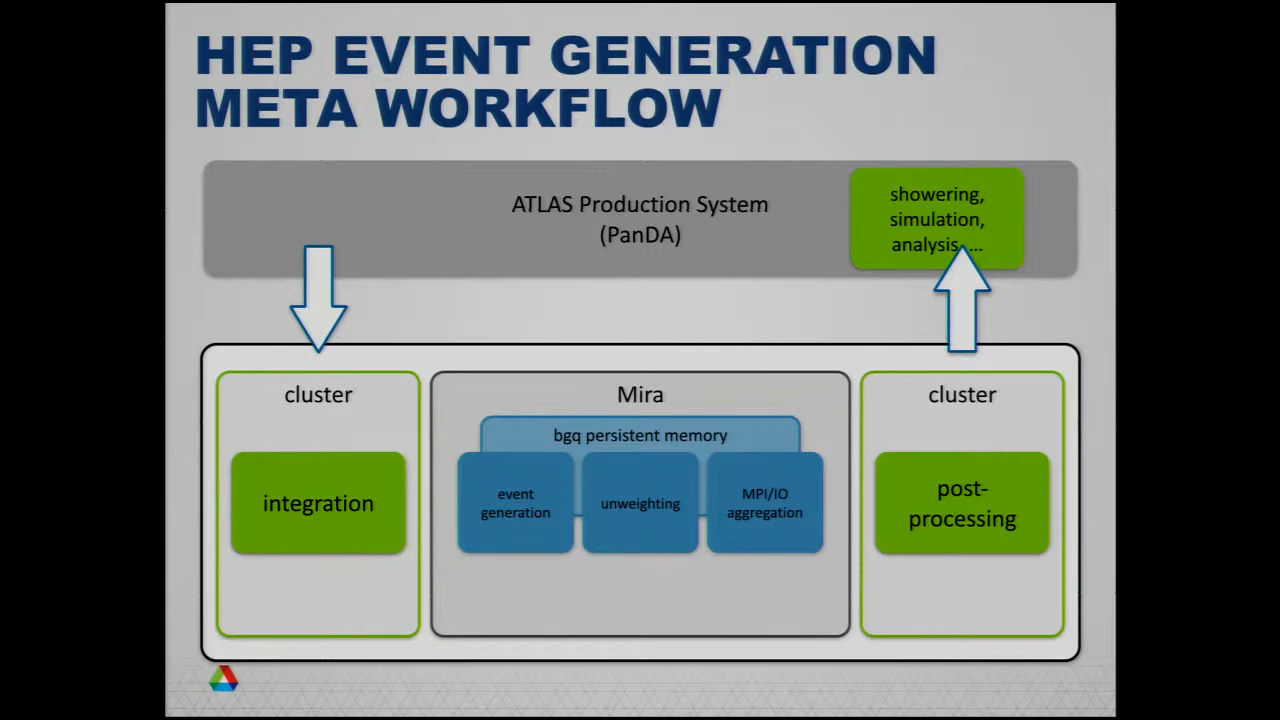 HEP EVENT GENERATION
META WORKFLOW
ATLAS Production System
(PanDA)
showering,
simulation,
analysis, ...
cluster
integration
Mira
bgq persistent memory
event
generation
unweighting
MPI/IO
aggregation
cluster
post-
processing